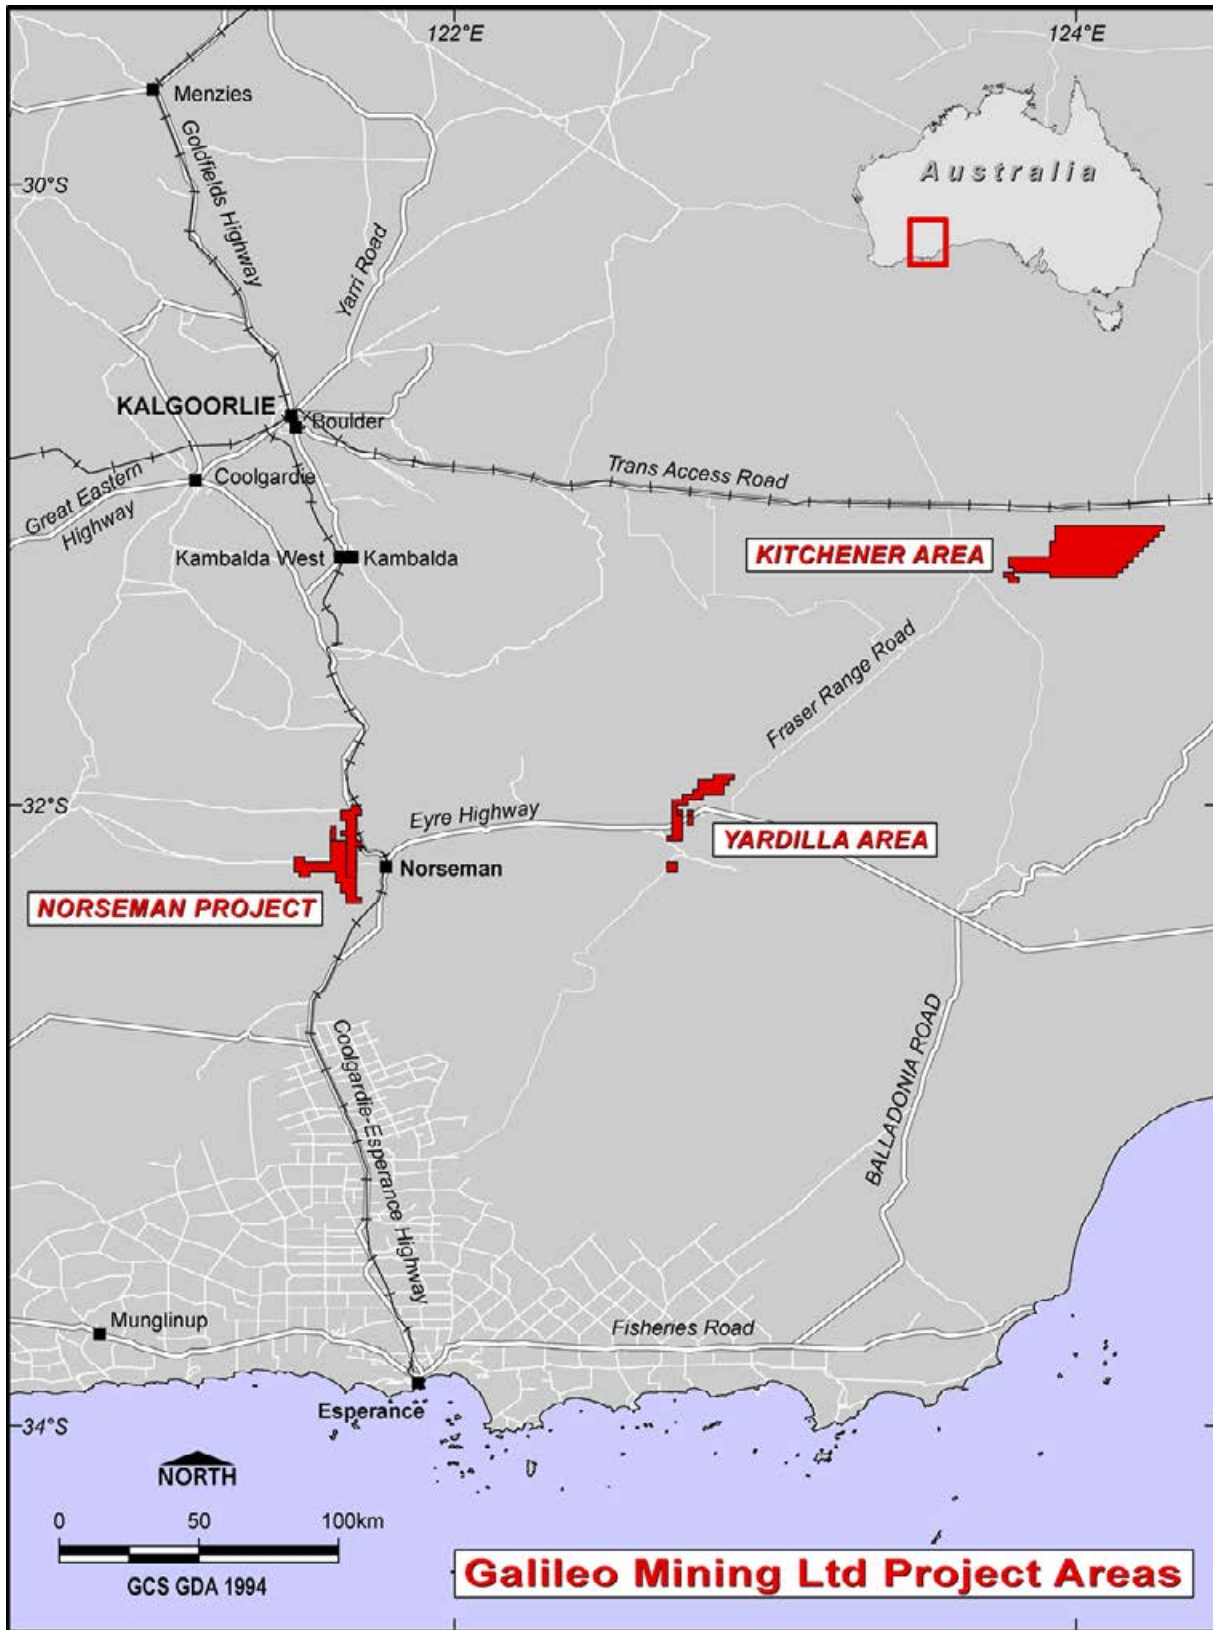 122°E
124°E
Menzies
Goldfields Highway
Australia
30°S
Yarri Road
KALGOORLIE
Boulder
Trans Access Road
Coolgardie
Great Eastern
Highway
Kambalda West
Kambalda
KITCHENER AREA
Fraser Range Road
32°S
Eyre Highway
YARDILLA AREA
Norseman
NORSEMAN PROJECT
BALLADONIA ROAD
Coolgardie-Esperance Highway
Munglinup
Fisheries Road
Esperance
34°S
NORTH
0 50 100km
GCS GDA 1994
Galileo Mining Ltd Project Areas